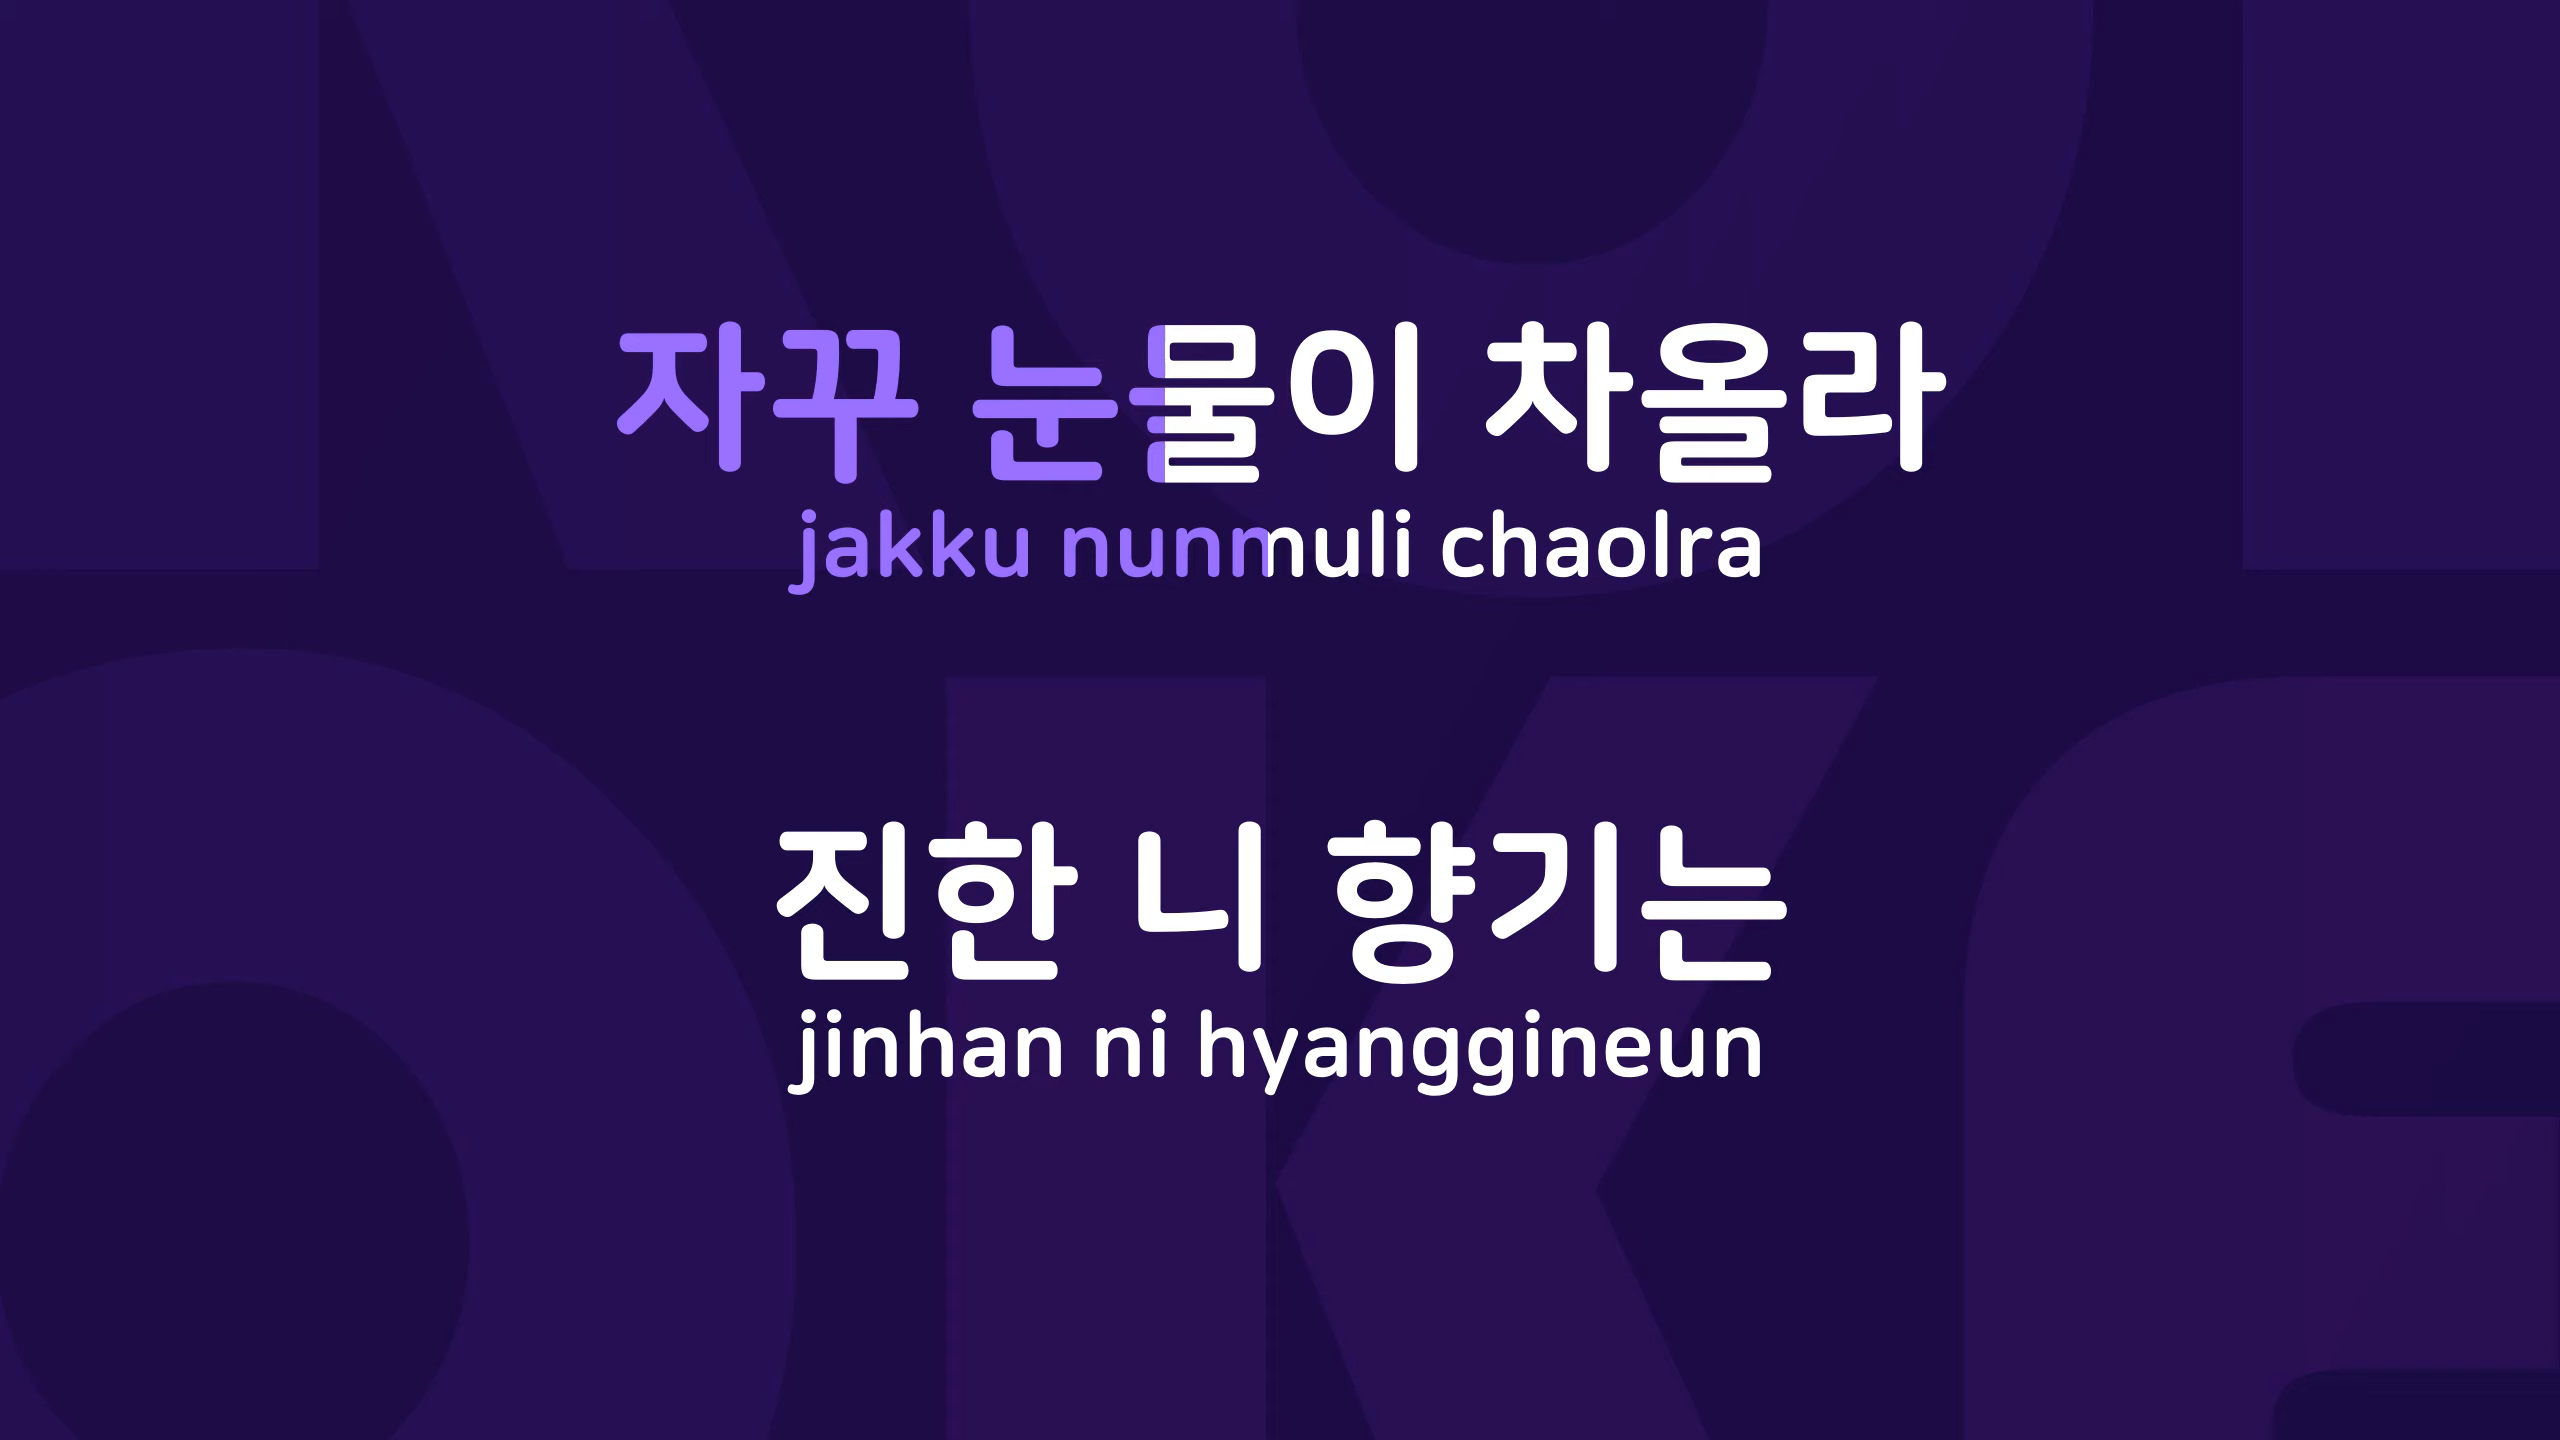 자꾸 눈물이 차올라
jakku nunmuli chaolra
진한 니 향기는
jinhan ni hyanggineun